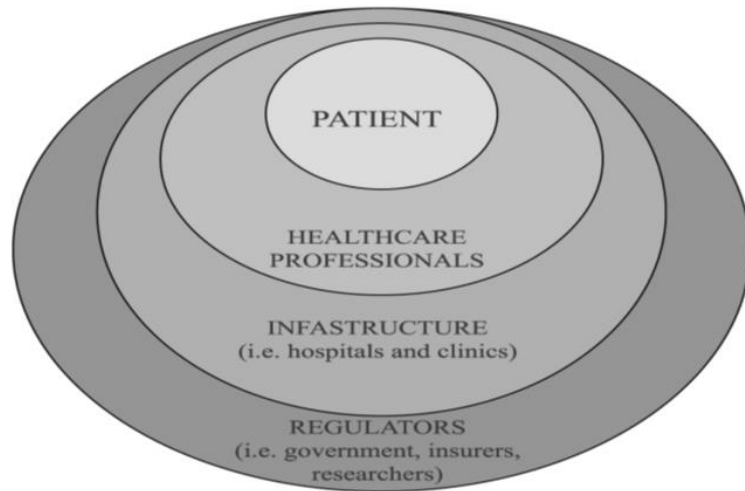 PATIENT
HEALTHCARE
PROFESSIONALS
INFASTRUCTURE
(i.e. hospitals and clinics)
REGULATORS
(i.e. government, insurers,
researchers)